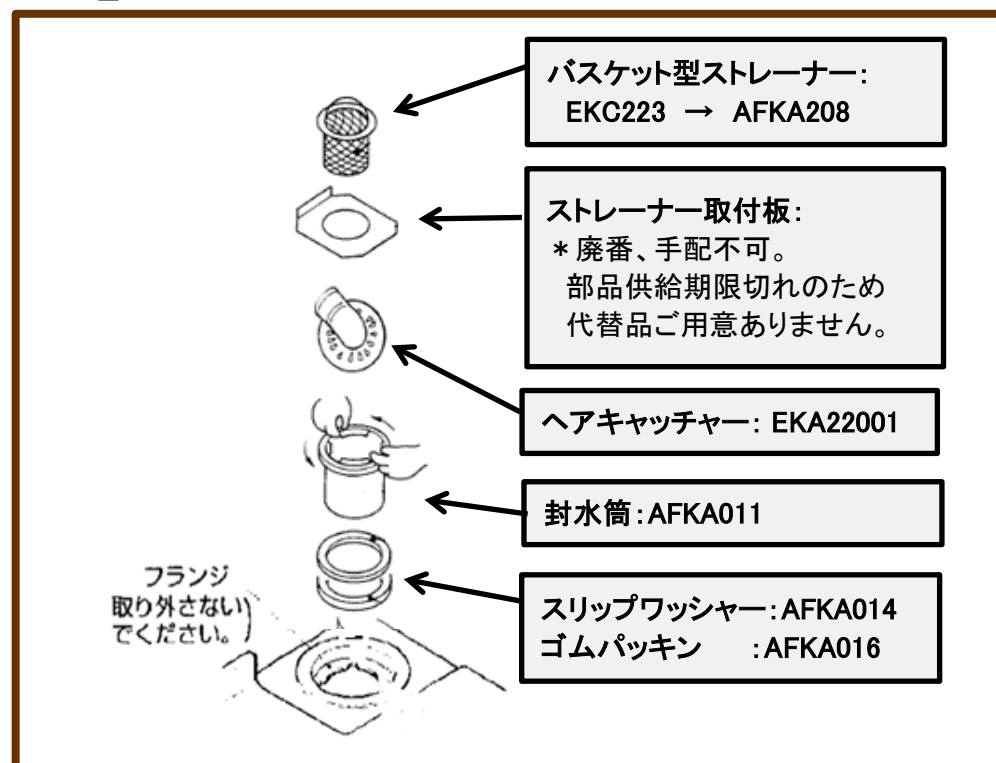 バスケット型ストレーナー:
EKC223 → AFKA208
ストレーナー取付板:
*廃番、手配不可。
部品供給期限切れのため
代替品ご用意ありません。
ヘアキャッチャー: EKA22001
封水筒:AFKA011
フランジ
取り外さない
でください。
スリップワッシャー:AFKA014
ゴムパッキン :AFKA016